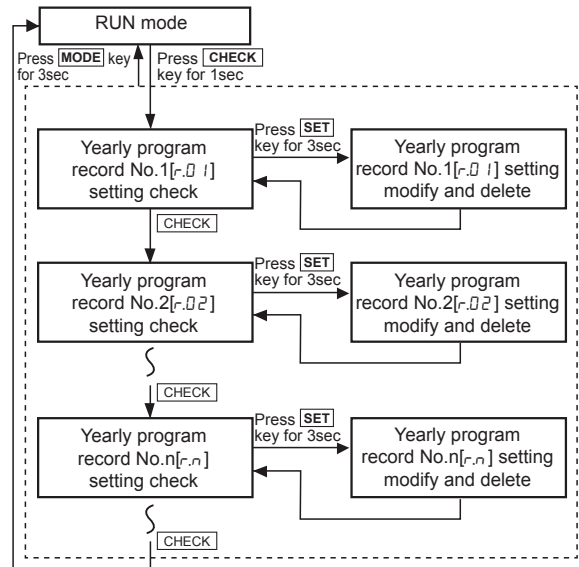 RUN mode
Press MODE key
for 3sec
Press CHECK
key for 1sec
Yearly program
record No.1[r.01]
setting check
Press SET
key for 3sec
Yearly program
record No.1[r.01] setting
modify and delete
CHECK
Yearly program
record No.2[r.02]
setting check
Press SET
key for 3sec
Yearly program
record No.2[r.02] setting
modify and delete
CHECK
Yearly program
record No.n[r.n]
setting check
Press SET
key for 3sec
Yearly program
record No.n[r.n] setting
modify and delete
CHECK